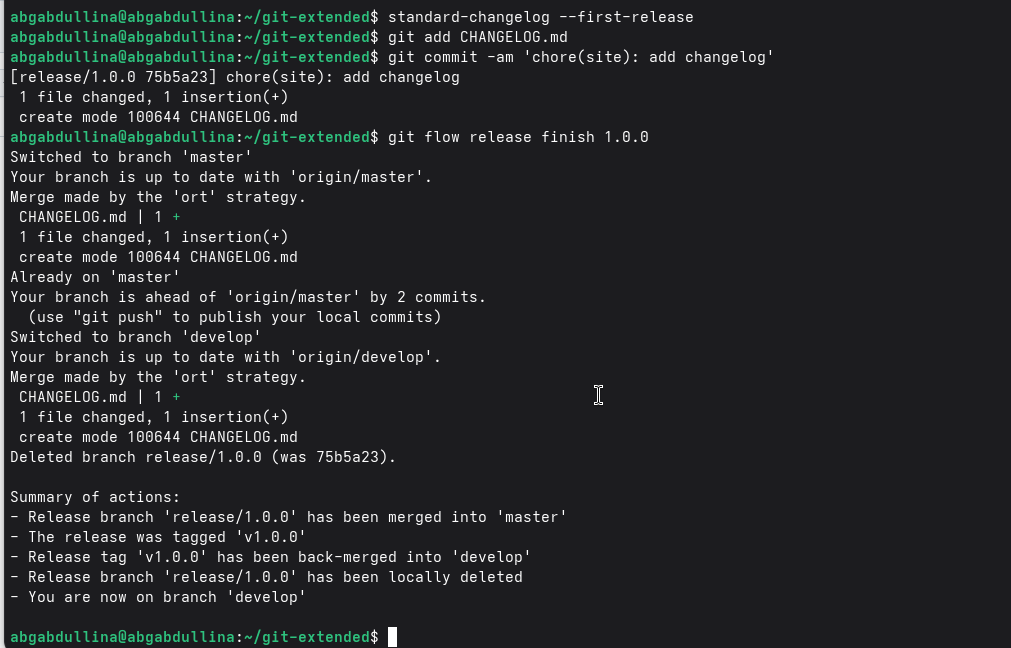 abgabdullina@abgabdullina:~/git-extended$ standard-changelog --first-release
abgabdullina@abgabdullina:~/git-extended$ git add CHANGELOG.md
abgabdullina@abgabdullina:~/git-extended$ git commit -am 'chore(site): add changelog'
[release/1.0.0 75b5a23] chore(site): add changelog
 1 file changed, 1 insertion(+)
 create mode 100644 CHANGELOG.md
abgabdullina@abgabdullina:~/git-extended$ git flow release finish 1.0.0
Switched to branch 'master'
Your branch is up to date with 'origin/master'.
Merge made by the 'ort' strategy.
 CHANGELOG.md | 1 +
 1 file changed, 1 insertion(+)
 create mode 100644 CHANGELOG.md
Already on 'master'
Your branch is ahead of 'origin/master' by 2 commits.
  (use "git push" to publish your local commits)
Switched to branch 'develop'
Your branch is up to date with 'origin/develop'.
Merge made by the 'ort' strategy.
 CHANGELOG.md | 1 +
 1 file changed, 1 insertion(+)
 create mode 100644 CHANGELOG.md
Deleted branch release/1.0.0 (was 75b5a23).

Summary of actions:
- Release branch 'release/1.0.0' has been merged into 'master'
- The release was tagged 'v1.0.0'
- Release tag 'v1.0.0' has been back-merged into 'develop'
- Release branch 'release/1.0.0' has been locally deleted
- You are now on branch 'develop'

abgabdullina@abgabdullina:~/git-extended$